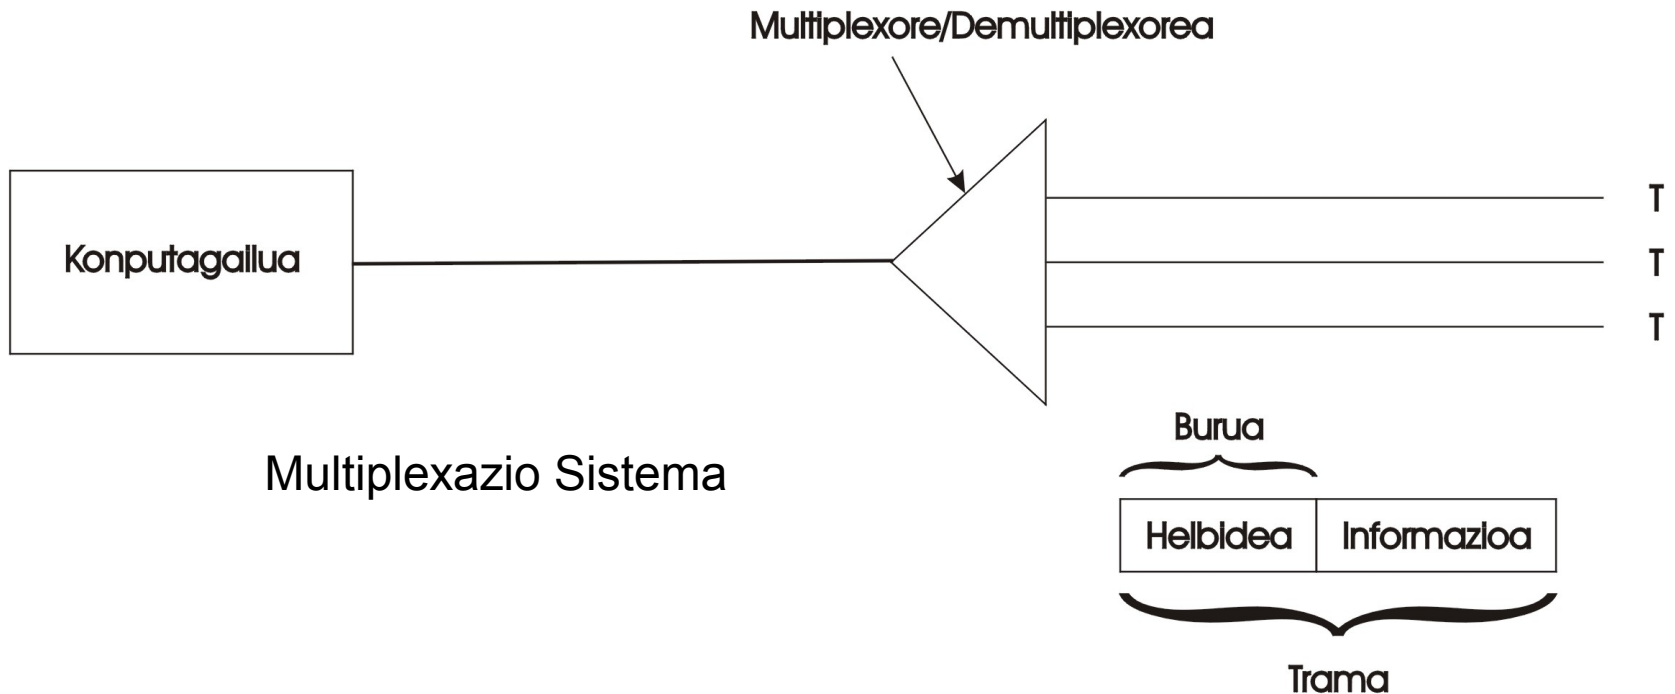 Multiplexore/Demultiplexorea
T
Konputagailua
T
T
Burua
Multiplexazio Sistema
Helbidea Informazioa
Trama